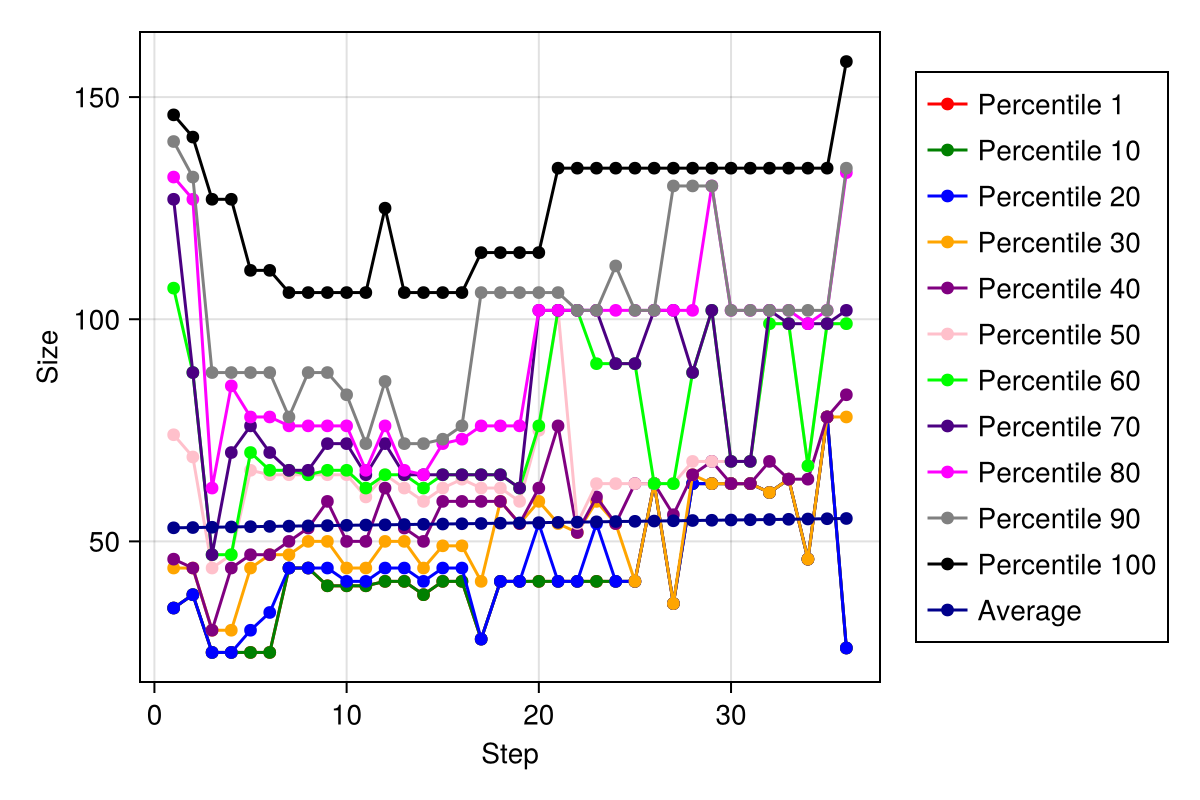 150
100
50
Size
0
10
20
30
Step
Percentile 1
Percentile 10
Percentile 20
Percentile 30
Percentile 40
Percentile 50
Percentile 60
Percentile 70
Percentile 80
Percentile 90
Percentile 100
Average